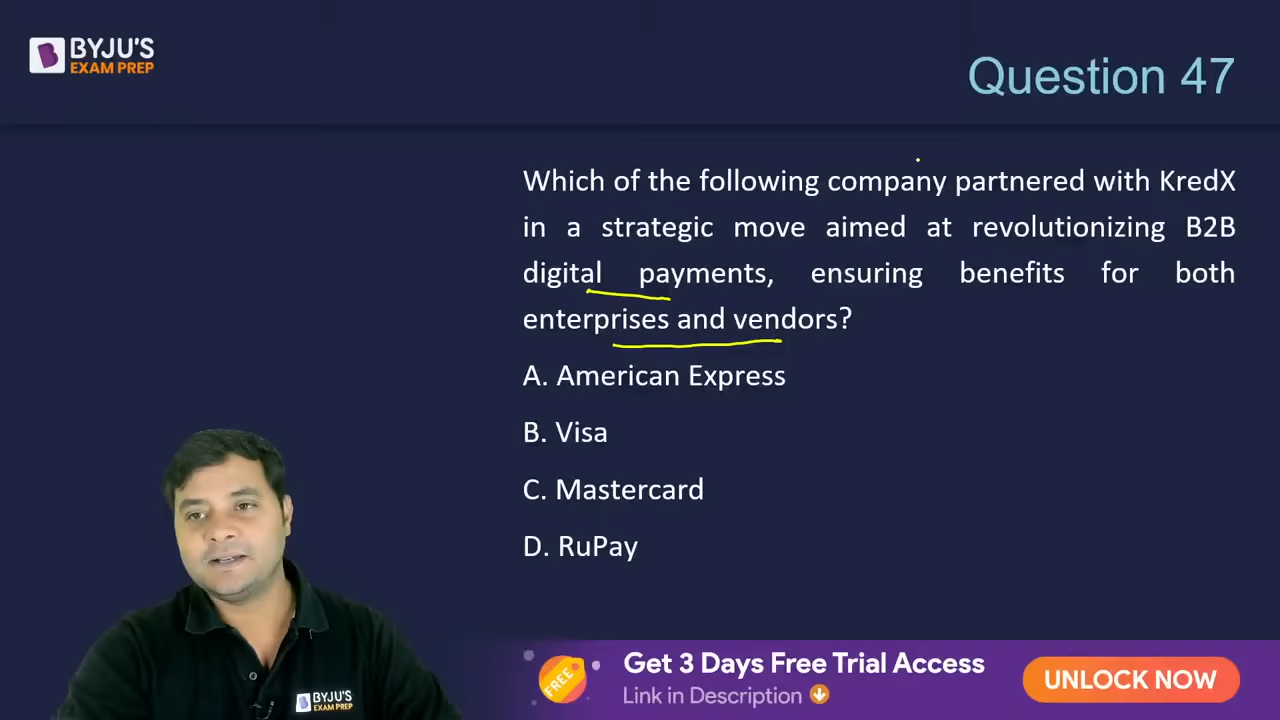 BYJU'S
EXAM PREP
Question 47
Which of the following company partnered with KredX
in a strategic move aimed at revolutionizing B2B
digital payments, ensuring benefits for both
enterprises and vendors?
A. American Express
B. Visa
C. Mastercard
D. RuPay
BYJU'S
EXAM PREP
FREE
Get 3 Days Free Trial Access
Link in Description
UNLOCK NOW